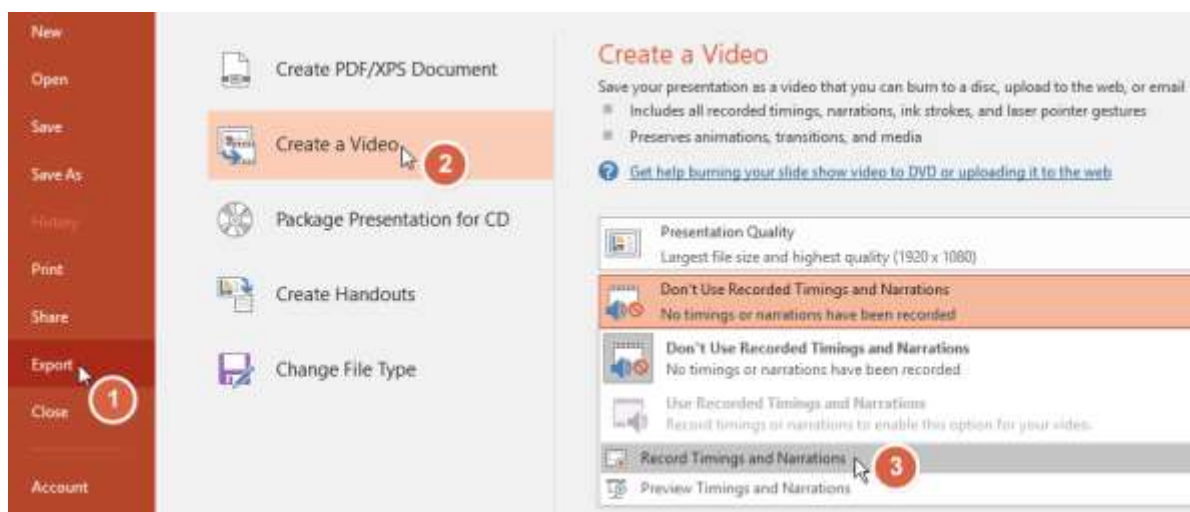 New
Open
Save
Save As
History
Print
Share
Export
1
Close
Account
Create PDF/XPS Document
Create a Video
2
Package Presentation for CD
Create Handouts
Change File Type
Create a Video
Save your presentation as a video that you can burn to a disc, upload to the web, or email
Includes all recorded timings, narrations, ink strokes, and laser pointer gestures
Preserves animations, transitions, and media
Get help burning your slide show video to DVD or uploading it to the web
Presentation Quality
Largest file size and highest quality (1920 x 1080)
Don't Use Recorded Timings and Narrations
No timings or narrations have been recorded
Don't Use Recorded Timings and Narrations
No timings or narrations have been recorded
Use Recorded Timings and Narrations
Record timings or narrations to enable this option for your video.
Record Timings and Narrations
3
Preview Timings and Narrations